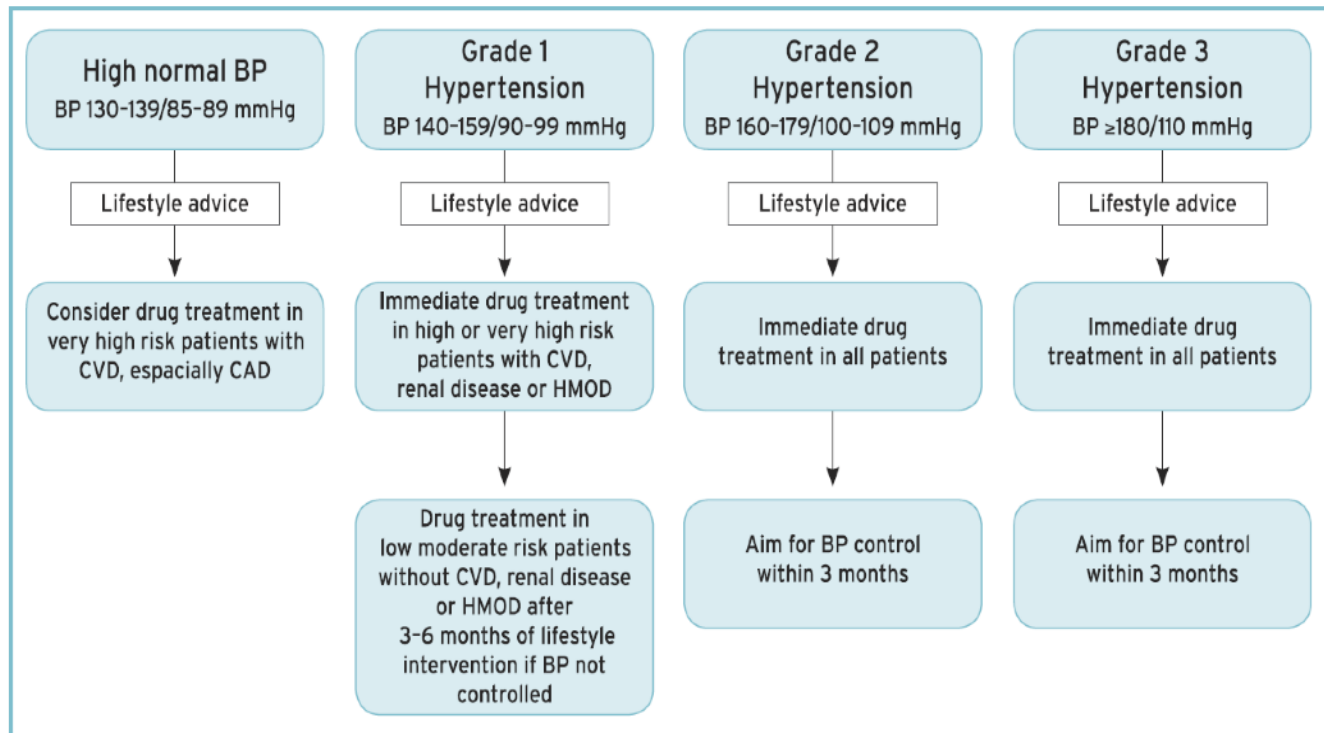 High normal BP
BP 130-139/85-89 mmHg
Lifestyle advice
Consider drug treatment in
very high risk patients with
CVD, espacially CAD
Grade 1
Hypertension
BP 140-159/90-99 mmHg
Lifestyle advice
Immediate drug treatment
in high or very high risk
patients with CVD,
renal disease or HMOD
Drug treatment in
low moderate risk patients
without CVD, renal disease
or HMOD after
3-6 months of lifestyle
intervention if BP not
controlled
Grade 2
Hypertension
BP 160-179/100-109 mmHg
Lifestyle advice
Immediate drug
treatment in all patients
Aim for BP control
within 3 months
Grade 3
Hypertension
BP ≥180/110 mmHg
Lifestyle advice
Immediate drug
treatment in all patients
Aim for BP control
within 3 months